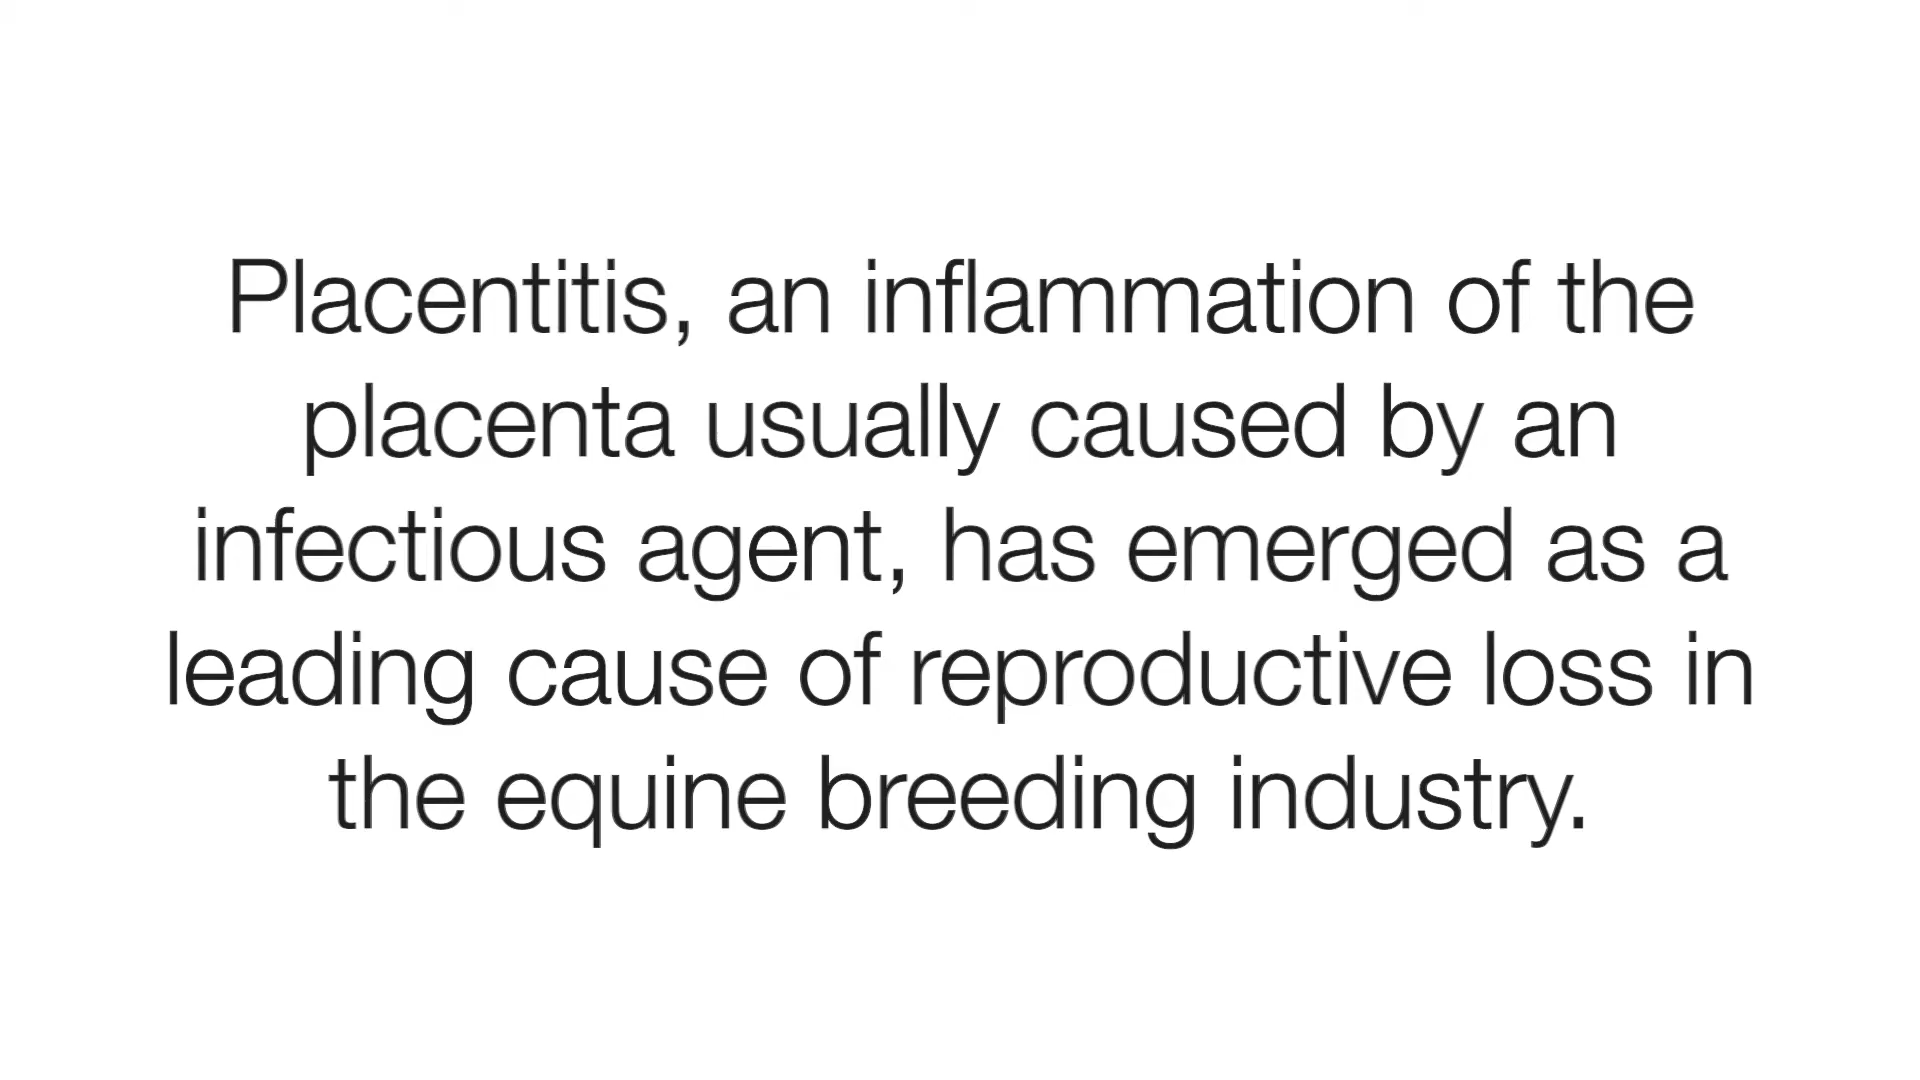 Placentitis, an inflammation of the
placenta usually caused by an
infectious agent, has emerged as a
leading cause of reproductive loss in
the equine breeding industry.